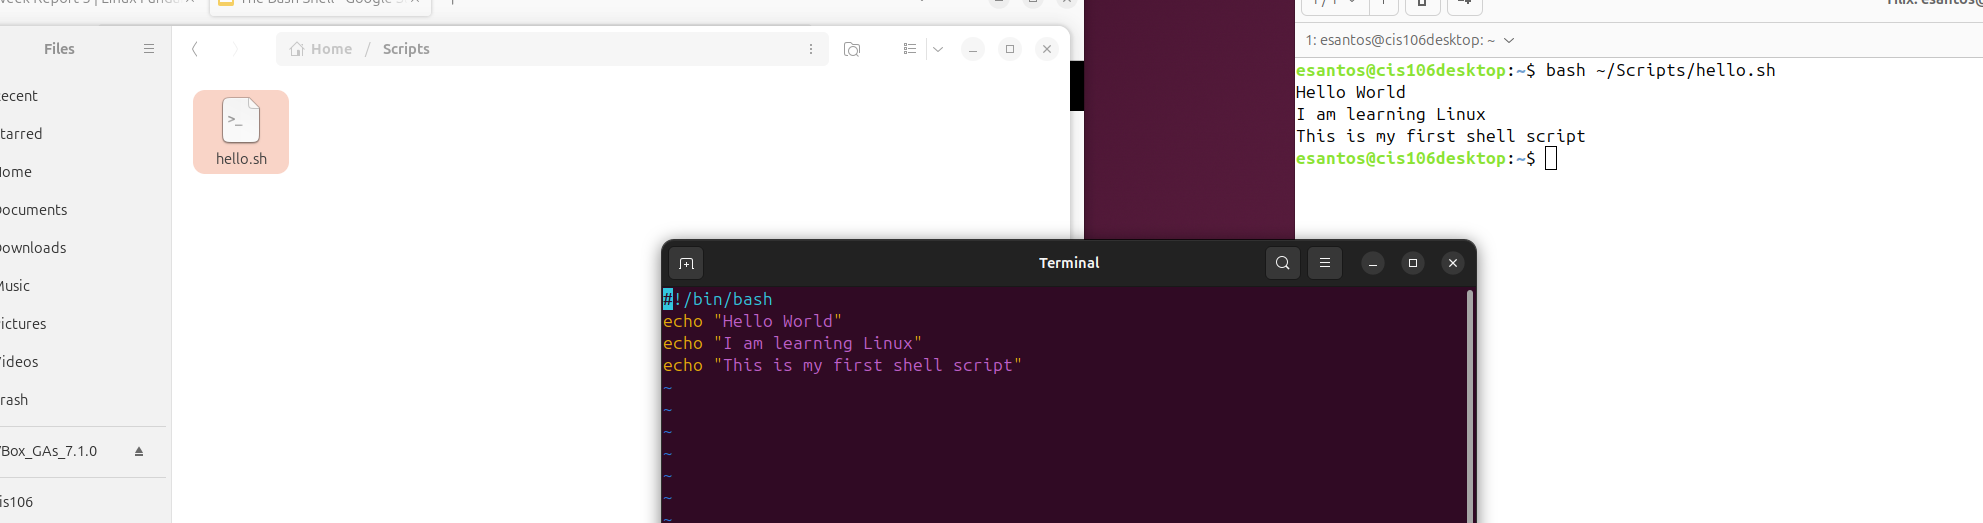 Files
Home / Scripts
ecent
tarred
ome
ocuments
ownloads
Music
ictures
ideos
rash
Box_GAs_7.1.0
is106
hello.sh
1: esantos@cis106desktop: ~
esantos@cis106desktop:~$ bash ~/Scripts/hello.sh
Hello World
I am learning Linux
This is my first shell script
esantos@cis106desktop:~$
Terminal
#!/bin/bash
echo "Hello World"
echo "I am learning Linux"
echo "This is my first shell script"
~
~
~
~
~
~
~